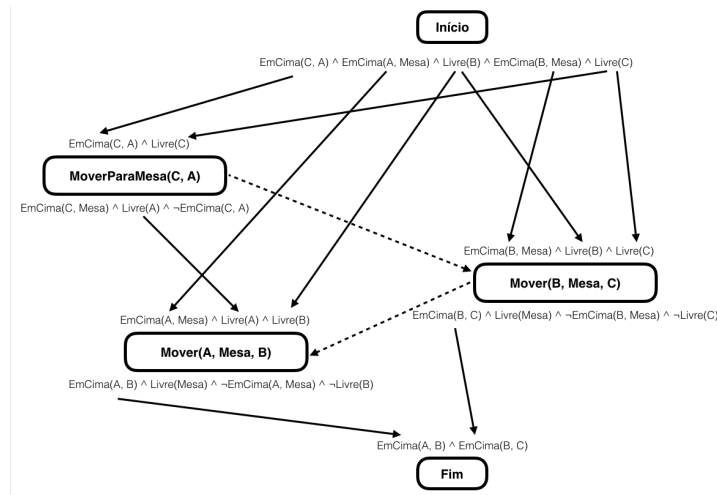 Início
EmCima(C, A) ^ EmCima(A, Mesa) ^ Livre(B) ^ EmCima(B, Mesa) ^ Livre(C)
EmCima(C, A) ^ Livre(C)
MoverParaMesa(C, A)
EmCima(C, Mesa) ^ Livre(A) ^ ¬EmCima(C, A)
EmCima(B, Mesa) ^ Livre(B) ^ Livre(C)
Mover(B, Mesa, C)
EmCima(B, C) ^ Livre(Mesa) ^ ¬EmCima(B, Mesa) ^ ¬Livre(C)
EmCima(A, Mesa) ^ Livre(A) ^ Livre(B)
Mover(A, Mesa, B)
EmCima(A, B) ^ Livre(Mesa) ^ ¬EmCima(A, Mesa) ^ ¬Livre(B)
EmCima(A, B) ^ EmCima(B, C)
Fim